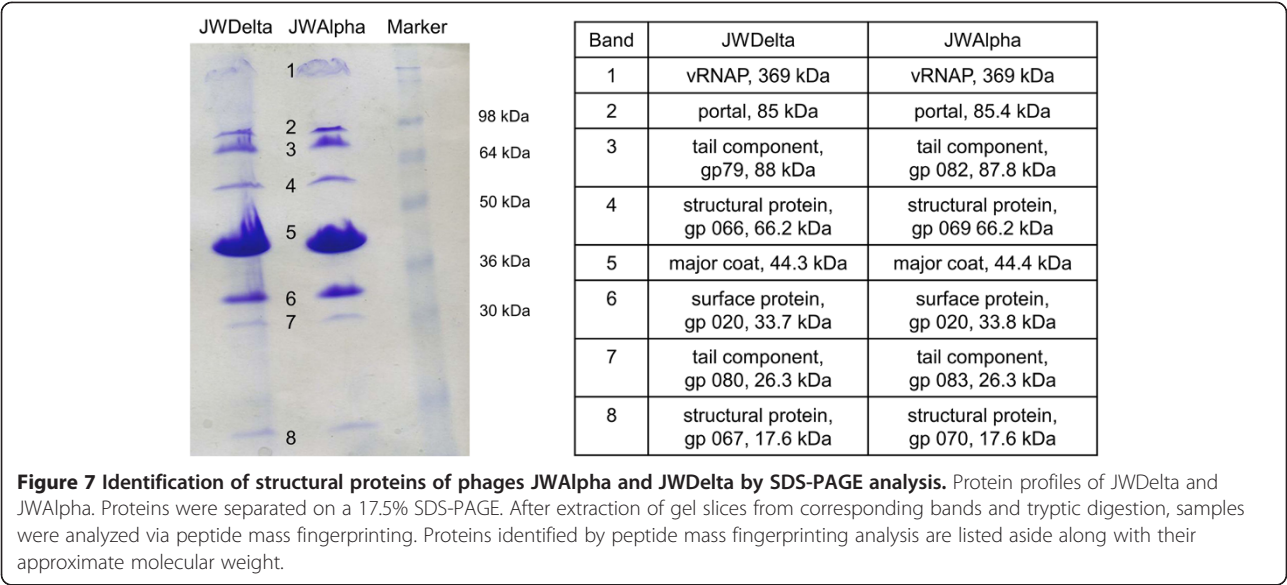 JWDelta JWAlpha Marker
1
2
3
4
5
6
7
8
98 kDa
64 kDa
50 kDa
36 kDa
30 kDa
Band JWDelta JWAlpha
1 vRNAP, 369 kDa vRNAP, 369 kDa
2 portal, 85 kDa portal, 85.4 kDa
3 tail component, gp79, 88 kDa tail component, gp 082, 87.8 kDa
4 structural protein, gp 066, 66.2 kDa structural protein, gp 069 66.2 kDa
5 major coat, 44.3 kDa major coat, 44.4 kDa
6 surface protein, gp 020, 33.7 kDa surface protein, gp 020, 33.8 kDa
7 tail component, gp 080, 26.3 kDa tail component, gp 083, 26.3 kDa
8 structural protein, gp 067, 17.6 kDa structural protein, gp 070, 17.6 kDa
Figure 7 Identification of structural proteins of phages JWAlpha and JWDelta by SDS-PAGE analysis. Protein profiles of JWDelta and
JWAlpha. Proteins were separated on a 17.5% SDS-PAGE. After extraction of gel slices from corresponding bands and tryptic digestion, samples
were analyzed via peptide mass fingerprinting. Proteins identified by peptide mass fingerprinting analysis are listed aside along with their
approximate molecular weight.